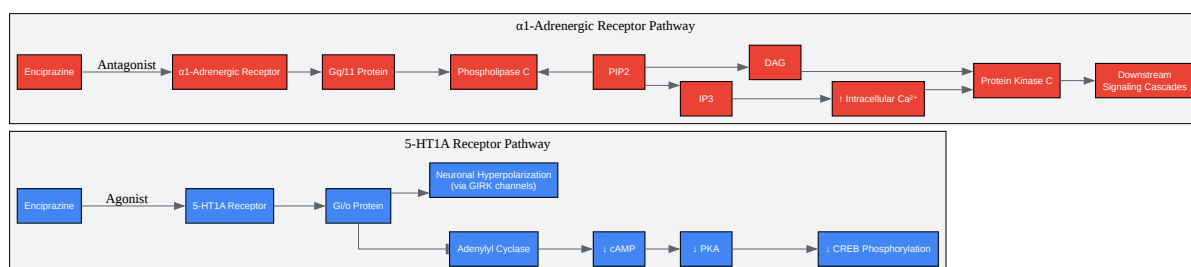 α1-Adrenergic Receptor Pathway
Enciprazine
Antagonist
α1-Adrenergic Receptor
Gq/11 Protein
Phospholipase C
PIP2
DAG
IP3
↑ Intracellular Ca²⁺
Protein Kinase C
Downstream
Signaling Cascades
5-HT1A Receptor Pathway
Enciprazine
Agonist
5-HT1A Receptor
Gi/o Protein
Neuronal Hyperpolarization
(via GIRK channels)
Adenylyl Cyclase
↓ cAMP
↓ PKA
↓ CREB Phosphorylation